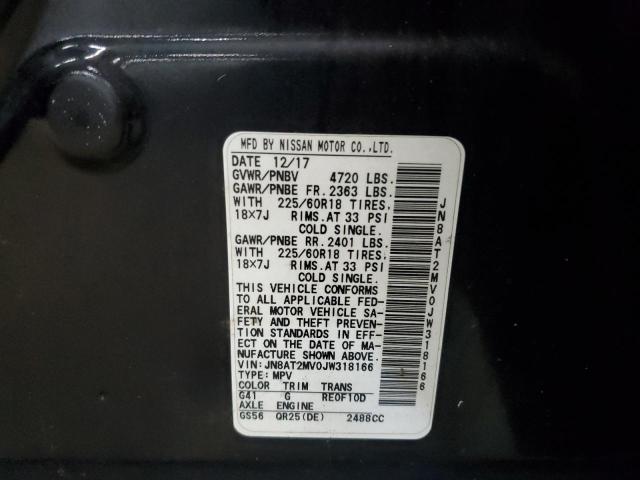 MFD BY NISSAN MOTOR CO.,LTD.
DATE 12/17
GVWR/PNBV 4720 LBS.
GAWR/PNBE FR. 2363 LBS.
WITH 225/60R18 TIRES,
18×7J RIMS.AT 33 PSI
COLD SINGLE.
GAWR/PNBE RR. 2401 LBS.
WITH 225/60R18 TIRES,
18×7J RIMS.AT 33 PSI
COLD SINGLE.
THIS VEHICLE CONFORMS
TO ALL APPLICABLE FED-
ERAL MOTOR VEHICLE SA-
FETY AND THEFT PREVEN-
TION STANDARDS IN EFF-
ECT ON THE DATE OF MA-
NUFACTURE SHOWN ABOVE.
VIN:JN8AT2MV0JW318166
TYPE:MPV
COLOR TRIM TRANS
G41 G RE0F10D
AXLE ENGINE
GS56 QR25(DE) 2488CC
JN8AT2MV0JW318166